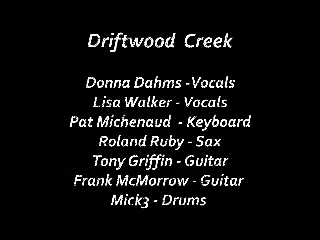 Driftwood Creek
Donna Dahms -Vocals
Lisa Walker - Vocals
Pat Michenaud - Keyboard
Roland Ruby - Sax
Tony Griffin - Guitar
Frank McMorrow - Guitar
Mick3 - Drums